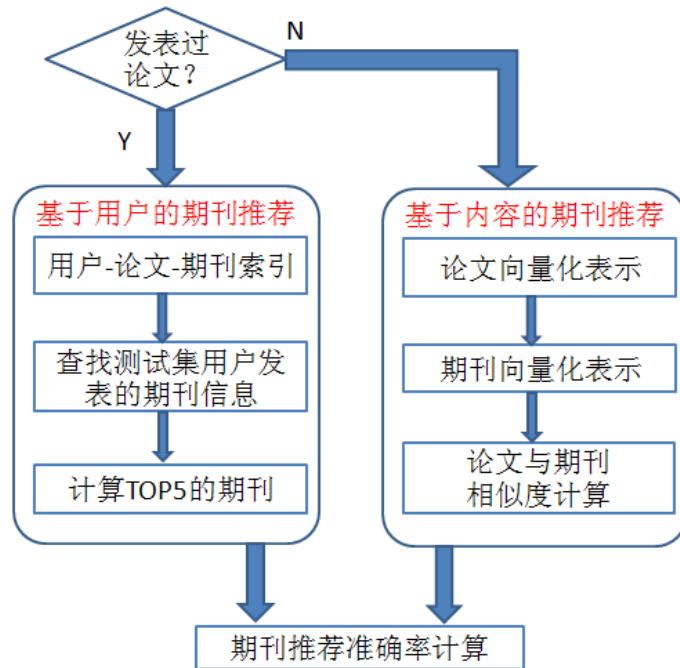 发表过
论文？
N
Y
基于用户的期刊推荐
用户-论文-期刊索引
查找测试集用户发
表的期刊信息
计算TOP5的期刊
基于内容的期刊推荐
论文向量化表示
期刊向量化表示
论文与期刊
相似度计算
期刊推荐准确率计算